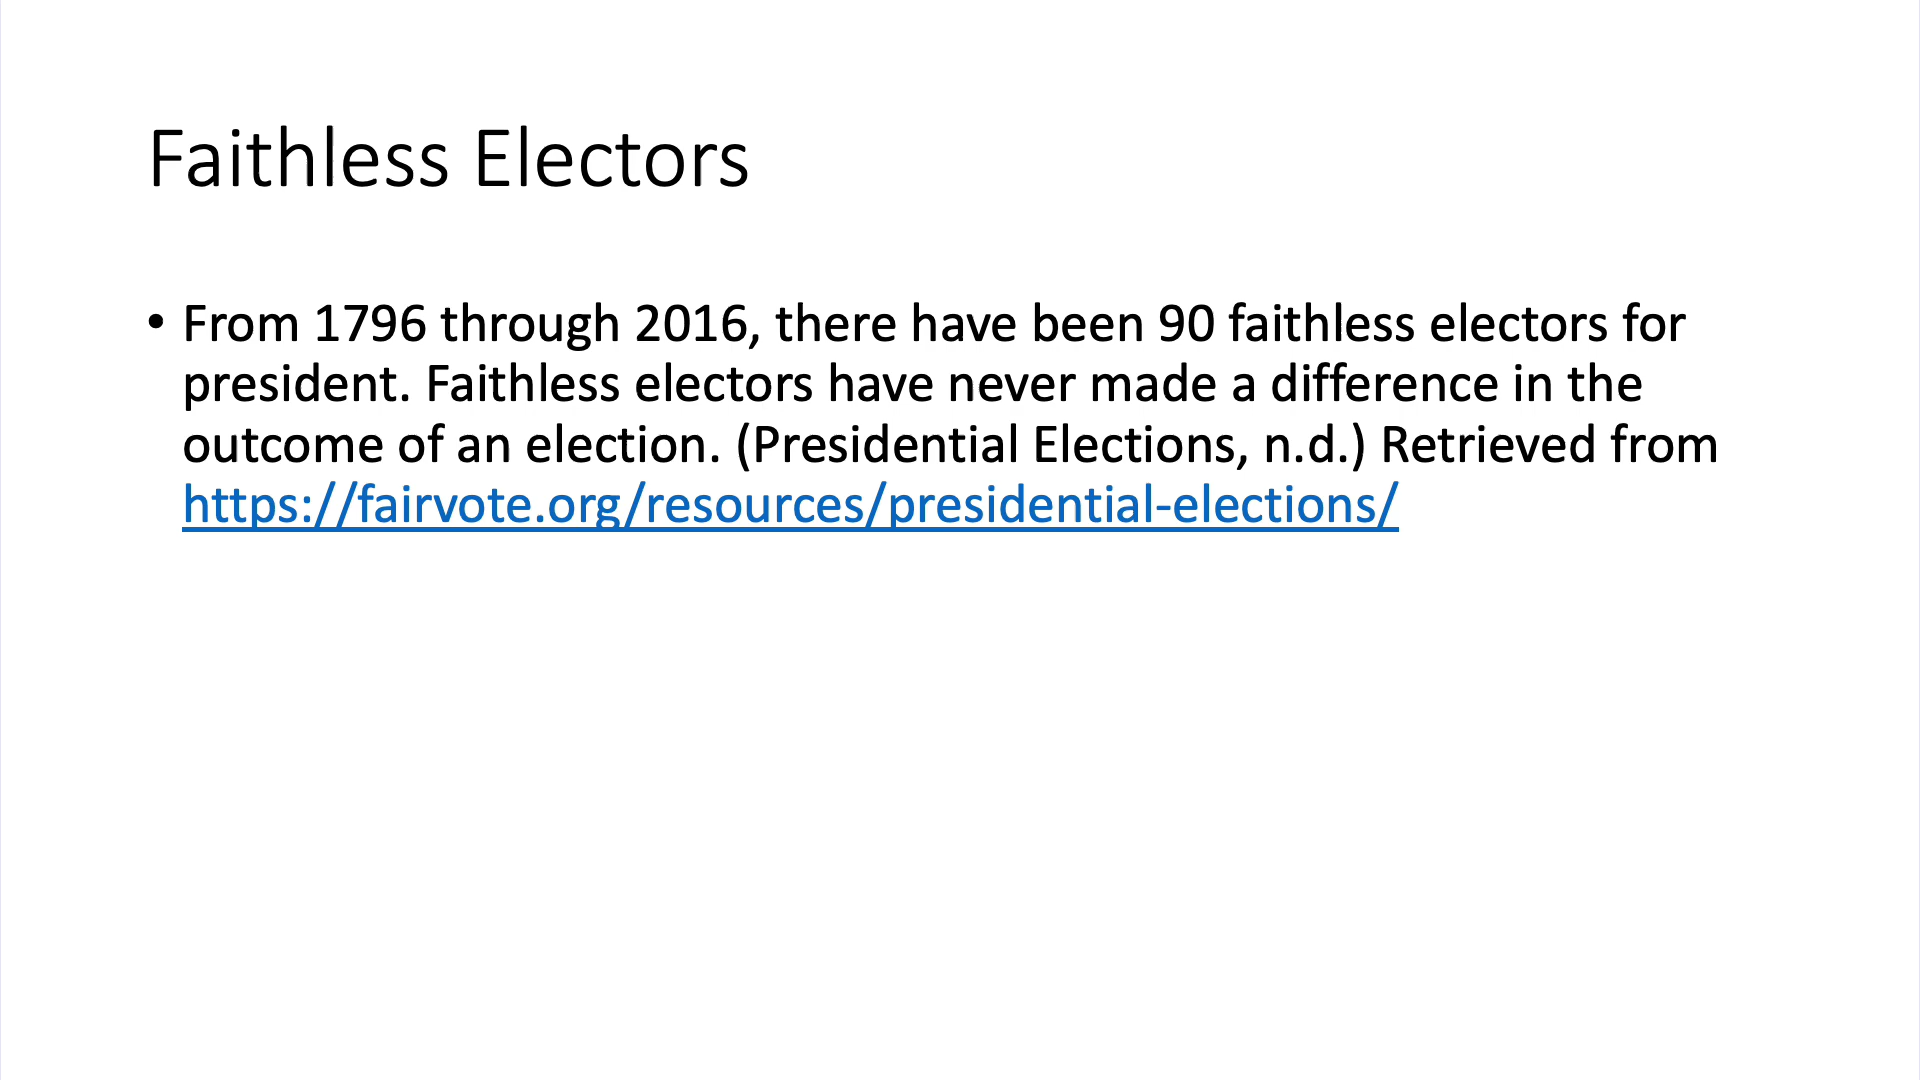 Faithless Electors
• From 1796 through 2016, there have been 90 faithless electors for
president. Faithless electors have never made a difference in the
outcome of an election. (Presidential Elections, n.d.) Retrieved from
https://fairvote.org/resources/presidential-elections/